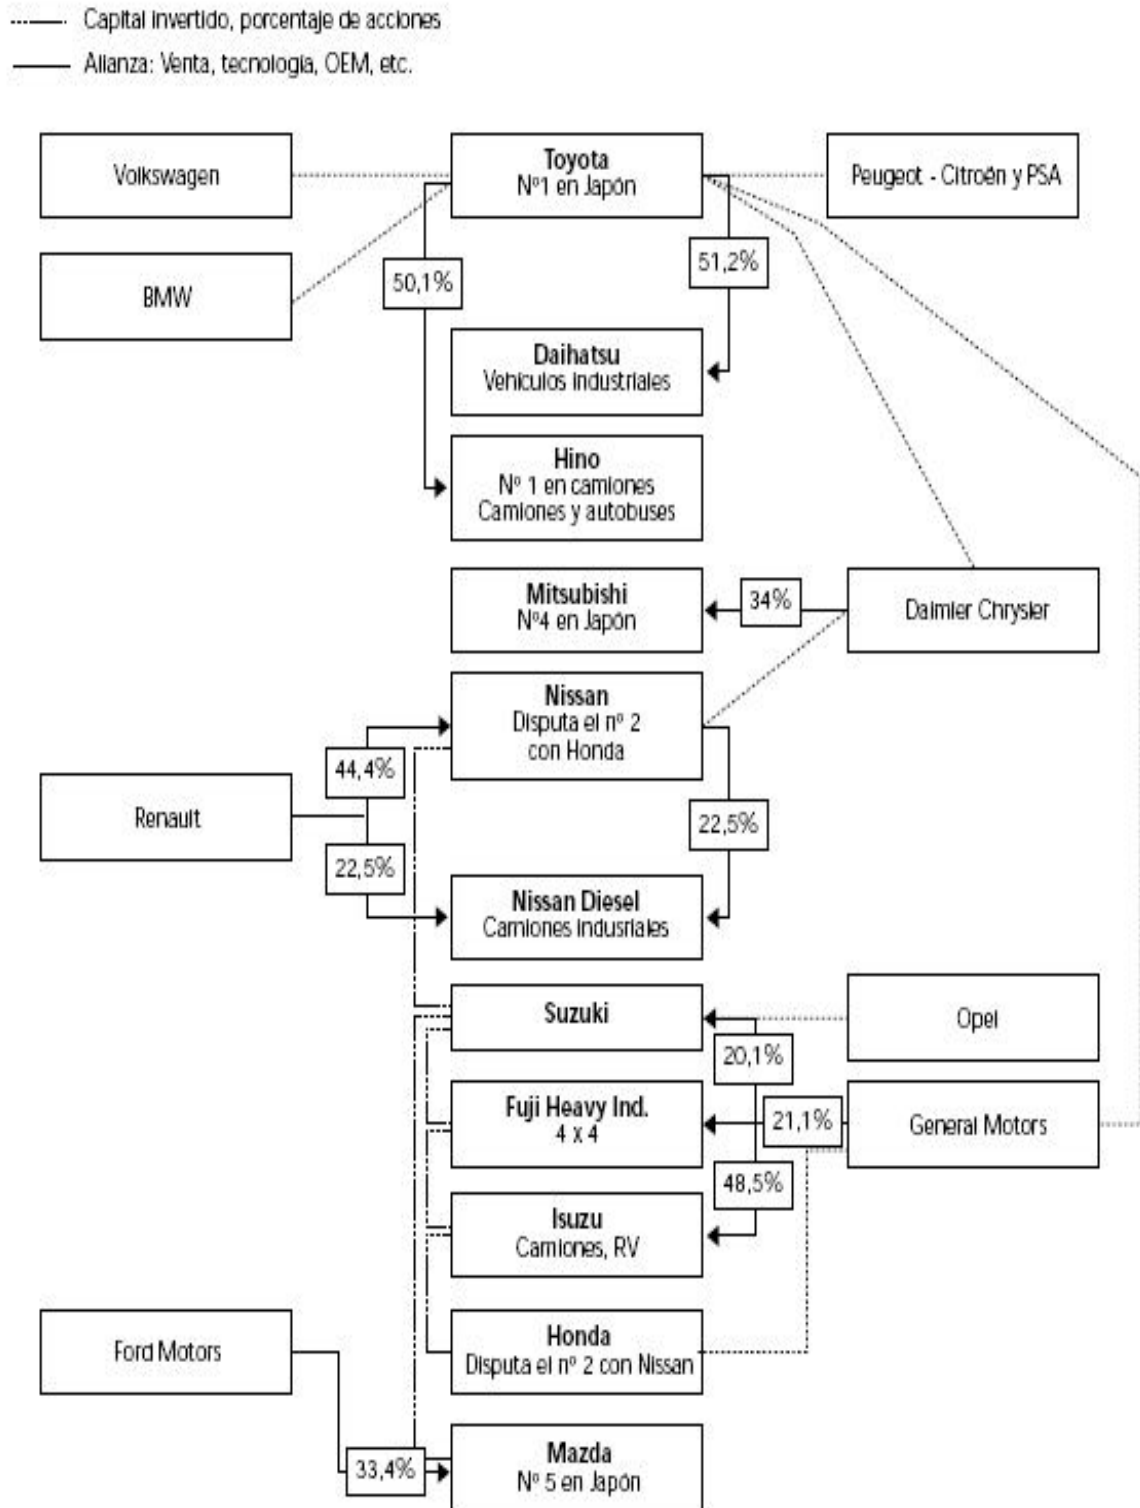 Capital invertido, porcentaje de acciones
Alianza: Venta, tecnología, OEM, etc.
Volkswagen
Toyota
Nº1 en Japón
Peugeot - Citroën y PSA
BMW
50,1%
51,2%
Daihatsu
Vehículos industriales
Hino
Nº 1 en camiones
Camiones y autobuses
Mitsubishi
Nº4 en Japón
34%
Daimler Chrysler
Nissan
Disputa el nº 2
con Honda
44,4%
Renault
22,5%
22,5%
Nissan Diesel
Camiones indusriales
Suzuki
Opel
20,1%
Fuji Heavy Ind.
4 x 4
21,1%
General Motors
48,5%
Isuzu
Camiones, RV
Ford Motors
Honda
Disputa el nº 2 con Nissan
33,4%
Mazda
Nº 5 en Japón